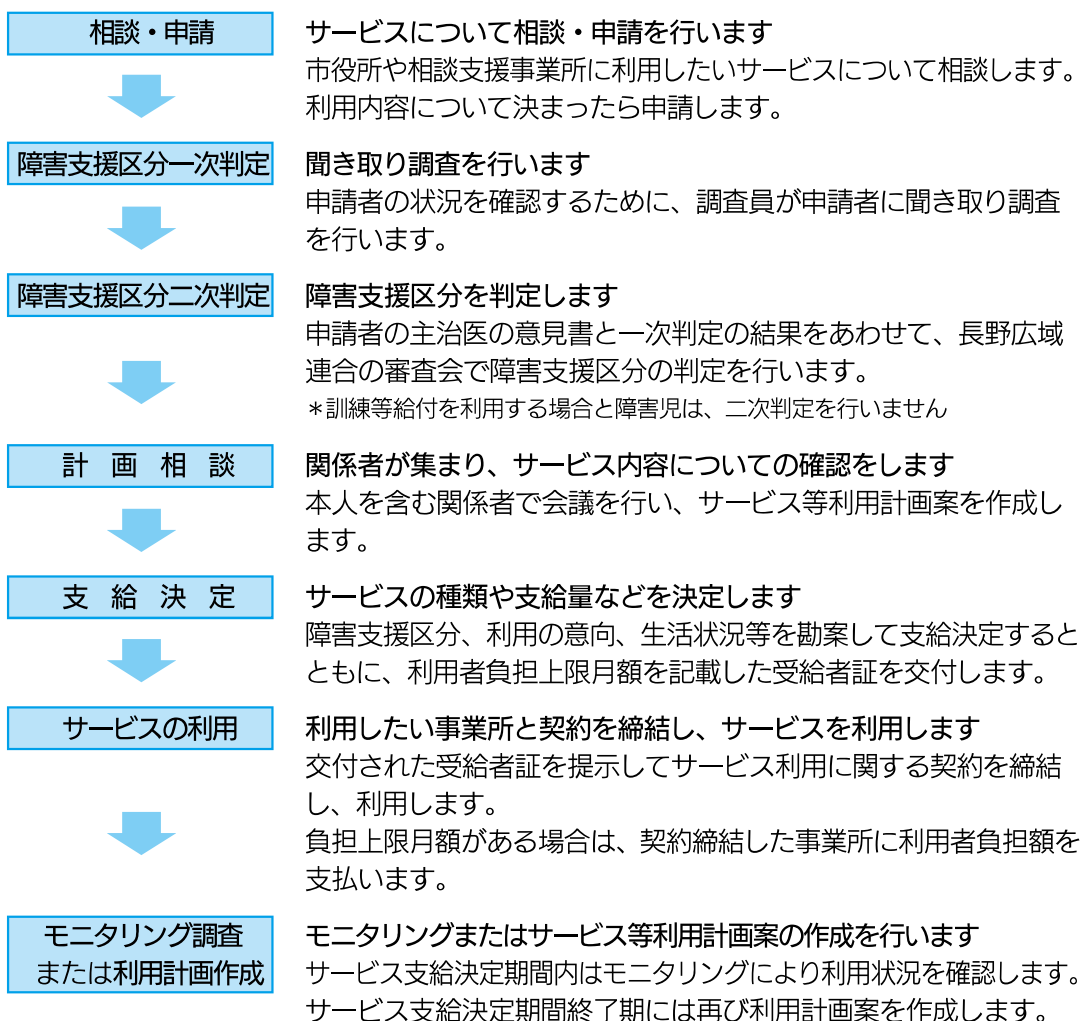 相談・申請
サービスについて相談・申請を行います
市役所や相談支援事業所に利用したいサービスについて相談します。
利用内容について決まったら申請します。
障害支援区分一次判定
聞き取り調査を行います
申請者の状況を確認するために、調査員が申請者に聞き取り調査
を行います。
障害支援区分二次判定
障害支援区分を判定します
申請者の主治医の意見書と一次判定の結果をあわせて、長野広域
連合の審査会で障害支援区分の判定を行います。
＊訓練等給付を利用する場合と障害児は、二次判定を行いません
計　画　相　談
関係者が集まり、サービス内容についての確認をします
本人を含む関係者で会議を行い、サービス等利用計画案を作成し
ます。
支　給　決　定
サービスの種類や支給量などを決定します
障害支援区分、利用の意向、生活状況等を勘案して支給決定すると
ともに、利用者負担上限月額を記載した受給者証を交付します。
サービスの利用
利用したい事業所と契約を締結し、サービスを利用します
交付された受給者証を提示してサービス利用に関する契約を締結
し、利用します。
負担上限月額がある場合は、契約締結した事業所に利用者負担額を
支払います。
モニタリング調査
または利用計画作成
モニタリングまたはサービス等利用計画案の作成を行います
サービス支給決定期間内はモニタリングにより利用状況を確認します。
サービス支給決定期間終了期には再び利用計画案を作成します。